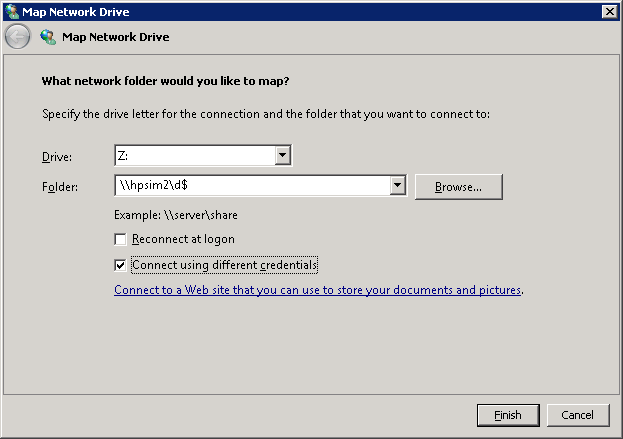 Map Network Drive
Map Network Drive
What network folder would you like to map?
Specify the drive letter for the connection and the folder that you want to connect to:
Drive: Z:
Folder: \\hpsim2\d$ Browse...
Example: \\server\share
Reconnect at logon
Connect using different credentials
Connect to a Web site that you can use to store your documents and pictures.
Finish Cancel